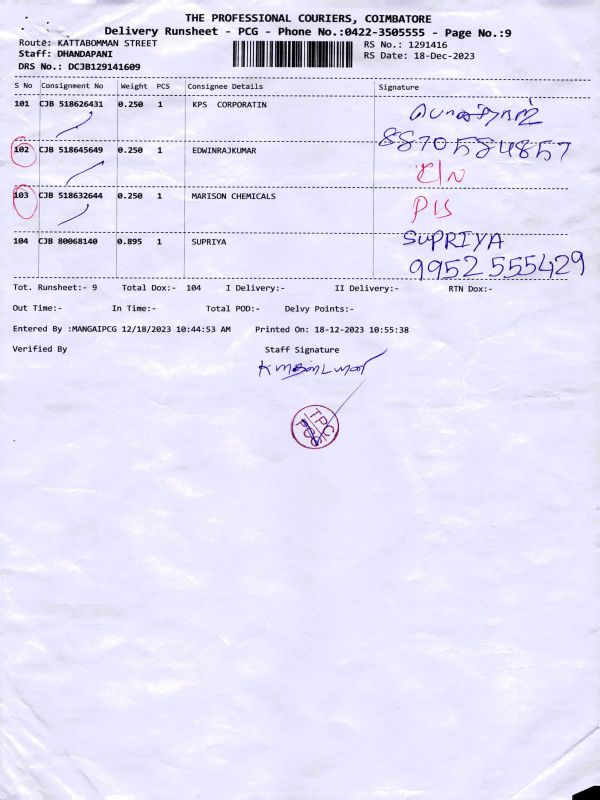 THE PROFESSIONAL COURIERS, COIMBATORE
Delivery Runsheet - PCG - Phone No.:0422-3505555 - Page No.:9
Route: KATTABOMMAN STREET RS No.: 1291416
Staff: DHANDAPANI RS Date: 18-Dec-2023
DRS No.: DCJB129141609
S No Consignment No Weight PCS Consignee Details Signature
101 CJB 518626431 0.250 1 KPS CORPORATIN
8870584857
102 CJB 518645649 0.250 1 EDWINRAJKUMAR
103 CJB 518632644 0.250 1 MARISON CHEMICALS
104 CJB 80068140 0.895 1 SUPRIYA SUPRIYA
9952555429
Tot. Runsheet:- 9 Total Dox:- 104 I Delivery:- II Delivery:- RTN Dox:-
Out Time:- In Time:- Total POD:- Delvy Points:-
Entered By :MANGAIPCG 12/18/2023 10:44:53 AM Printed On: 18-12-2023 10:55:38
Verified By Staff Signature
TPC
PCG